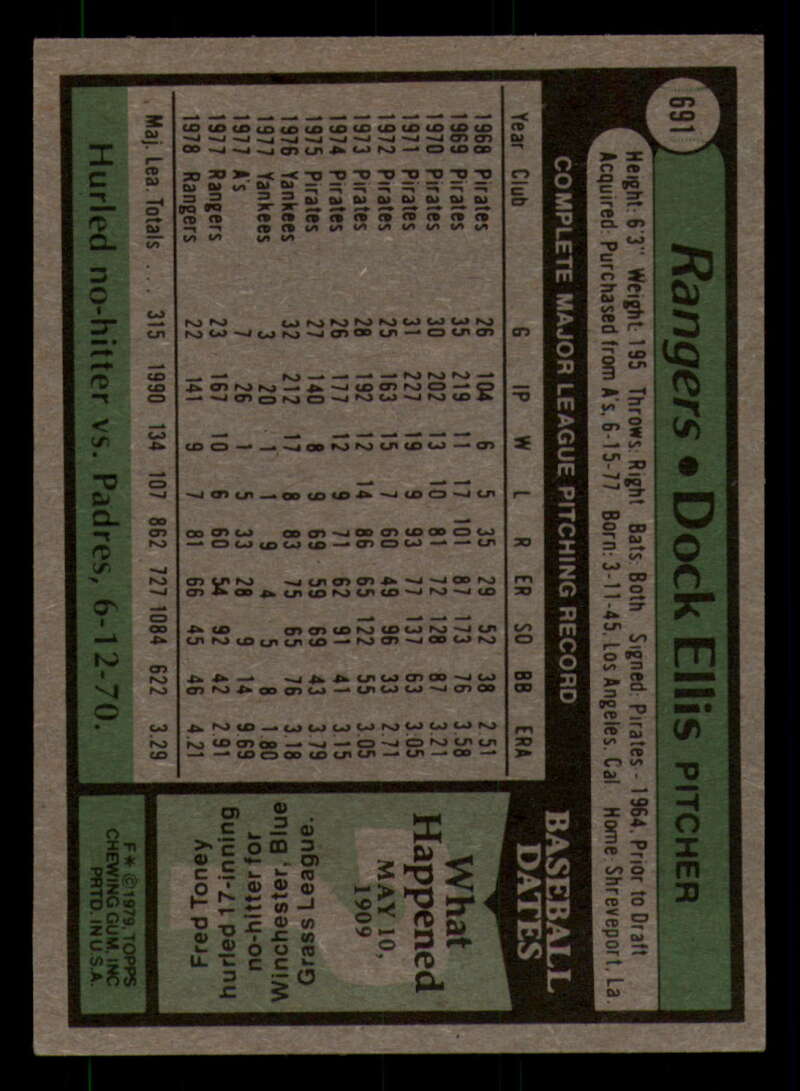 691
Rangers • Dock Ellis PITCHER
Height: 6'3" Weight: 195 Throws: Right Bats: Both Signed: Pirates - 1964, Prior to Draft
Acquired: Purchased from A's, 6-15-77 Born: 3-11-45, Los Angeles, Cal Home: Shreveport, La.
COMPLETE MAJOR LEAGUE PITCHING RECORD
Year Club G IP W L R ER SO BB ERA
1968 Pirates 26 104 6 5 35 29 52 38 2.51
1969 Pirates 35 219 11 17 101 87 173 76 3.58
1970 Pirates 30 202 13 10 81 72 128 87 3.21
1971 Pirates 31 227 19 9 93 77 137 63 3.05
1972 Pirates 25 163 15 7 60 49 96 33 2.71
1973 Pirates 28 192 12 14 86 65 122 55 3.05
1974 Pirates 26 177 12 9 71 62 91 41 3.15
1975 Pirates 27 140 8 9 69 59 69 43 3.79
1976 Yankees 32 212 17 8 83 75 65 76 3.18
1977 Yankees 3 20 1 1 9 4 5 8 1.80
1977 A's 7 26 1 5 33 28 9 14 9.69
1977 Rangers 23 167 10 6 60 54 92 42 2.91
1978 Rangers 22 141 9 7 81 66 45 46 4.21
Maj. Lea. Totals .... 315 1990 134 107 862 727 1084 622 3.29
Hurled no-hitter vs. Padres, 6-12-70.
BASEBALL
DATES
What
Happened
MAY 10,
1909
Fred Toney
hurled 17-inning
no-hitter for
Winchester, Blue
Grass League.
F* © 1979, TOPPS
CHEWING GUM, INC
PRTD. IN U.S.A.